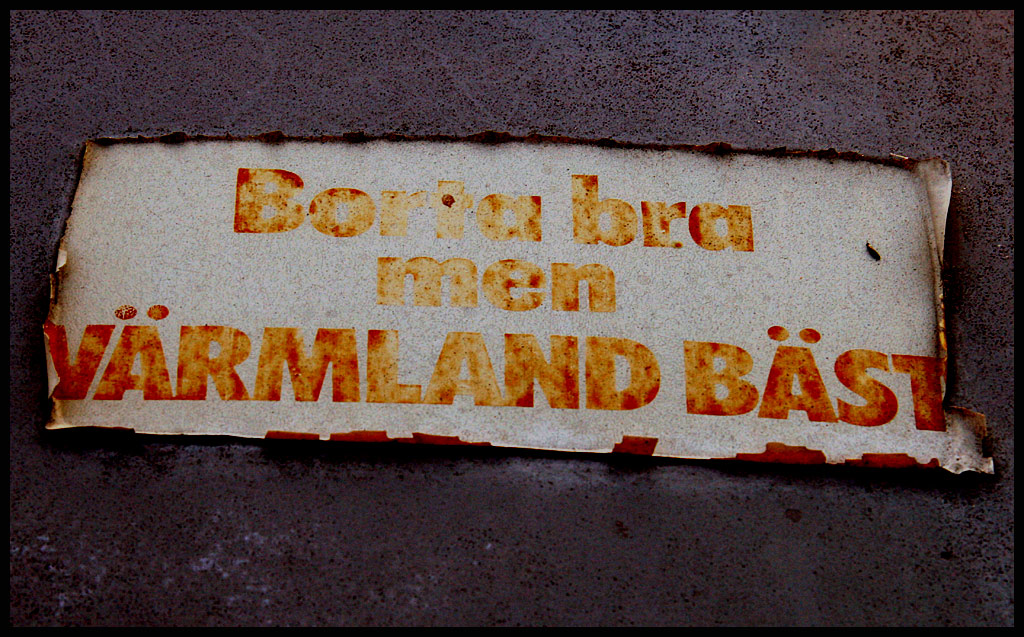 Borta bra
men
VÄRMLAND BÄST